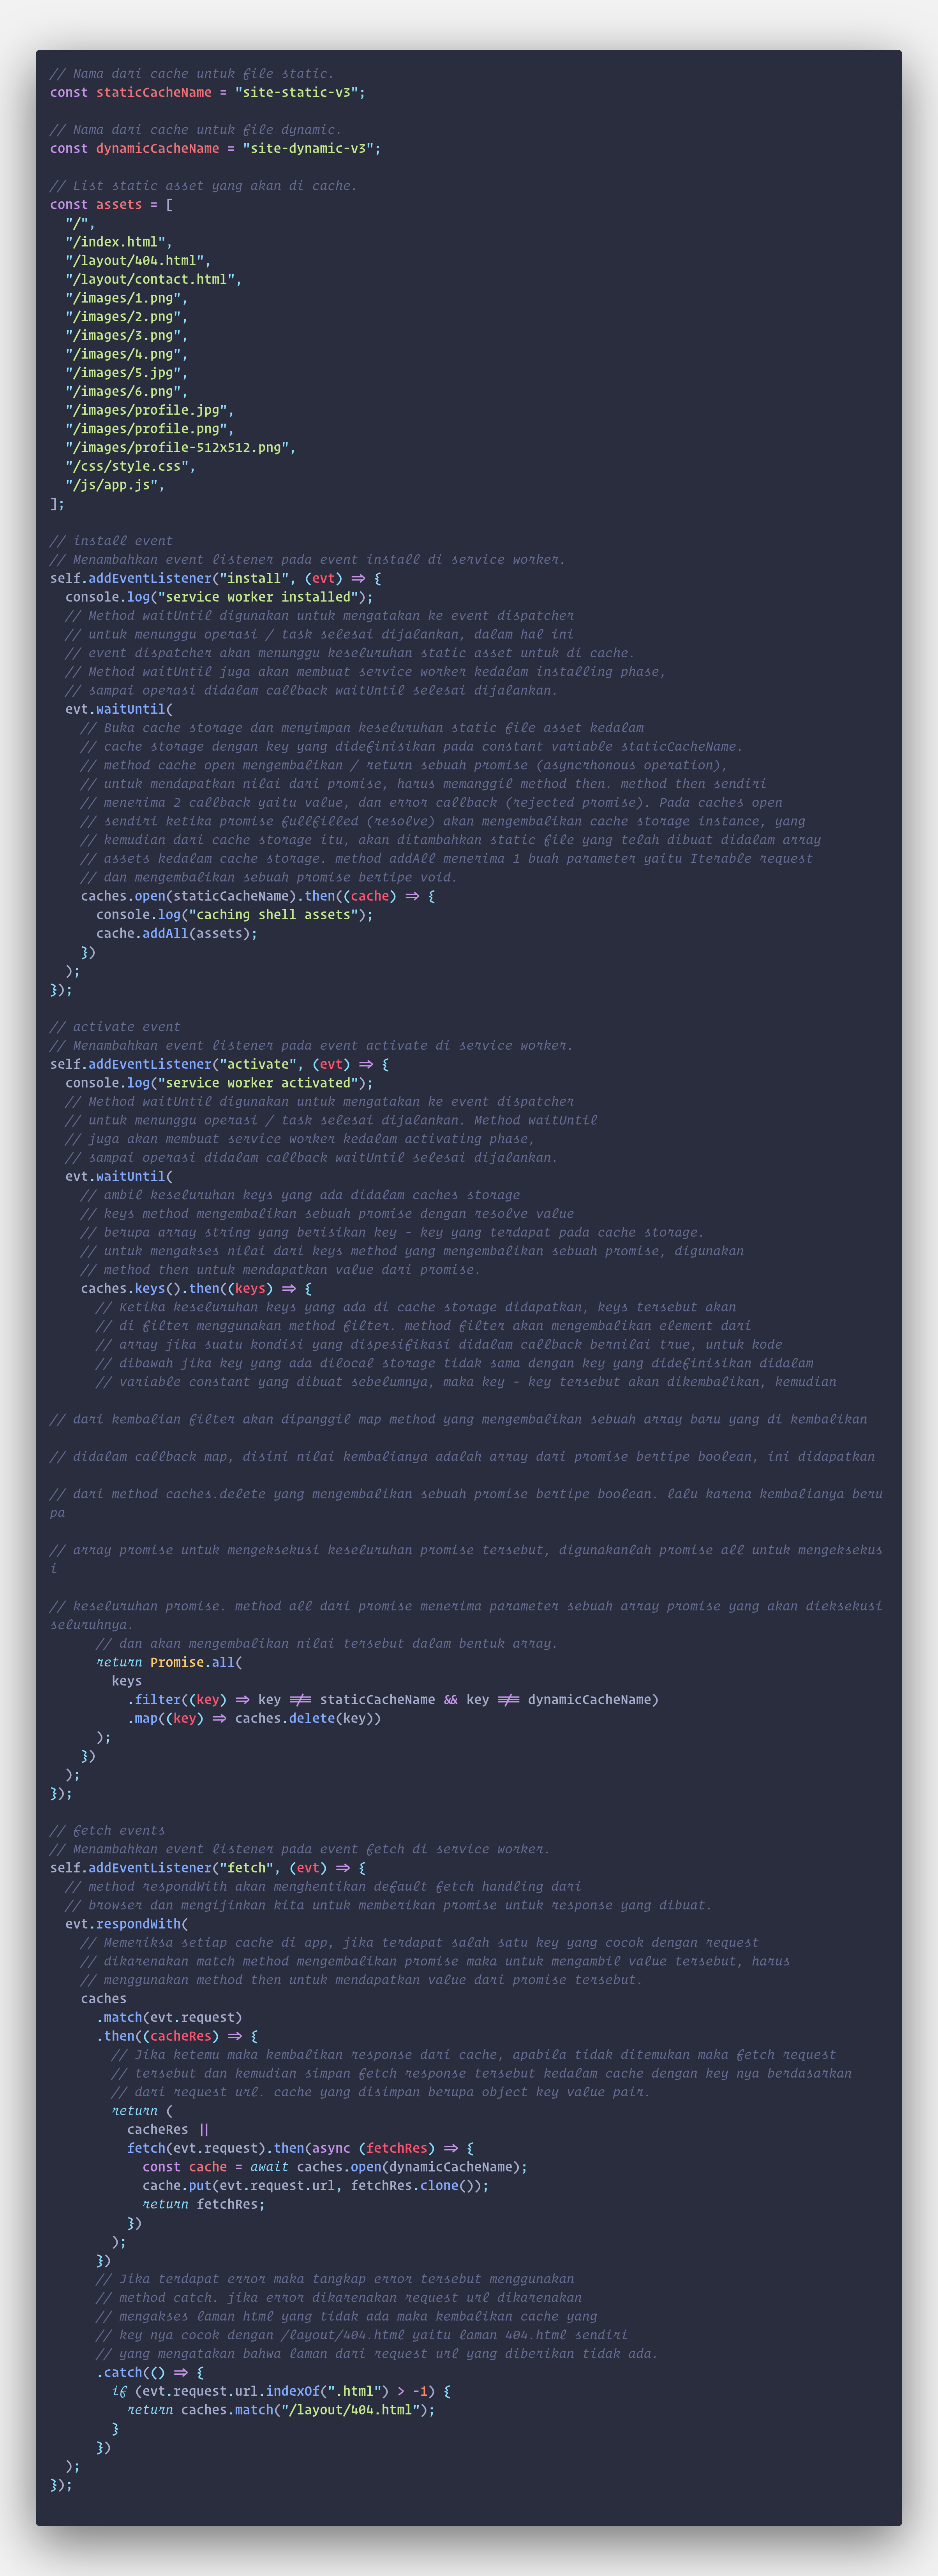 // Nama dari cache untuk file static.
const staticCacheName = "site-static-v3";

// Nama dari cache untuk file dynamic.
const dynamicCacheName = "site-dynamic-v3";

// List static asset yang akan di cache.
const assets = [
  "/",
  "/index.html",
  "/layout/404.html",
  "/layout/contact.html",
  "/images/1.png",
  "/images/2.png",
  "/images/3.png",
  "/images/4.png",
  "/images/5.jpg",
  "/images/6.png",
  "/images/profile.jpg",
  "/images/profile.png",
  "/images/profile-512x512.png",
  "/css/style.css",
  "/js/app.js",
];

// install event
// Menambahkan event listener pada event install di service worker.
self.addEventListener("install", (evt) => {
  console.log("service worker installed");
  // Method waitUntil digunakan untuk mengatakan ke event dispatcher
  // untuk menunggu operasi / task selesai dijalankan, dalam hal ini
  // event dispatcher akan menunggu keseluruhan static asset untuk di cache.
  // Method waitUntil juga akan membuat service worker kedalam installing phase,
  // sampai operasi didalam callback waitUntil selesai dijalankan.
  evt.waitUntil(
    // Buka cache storage dan menyimpan keseluruhan static file asset kedalam
    // cache storage dengan key yang didefinisikan pada constant variable staticCacheName.
    // method cache open mengembalikan / return sebuah promise (asyncrhonous operation),
    // untuk mendapatkan nilai dari promise, harus memanggil method then. method then sendiri
    // menerima 2 callback yaitu value, dan error callback (rejected promise). Pada caches open
    // sendiri ketika promise fullfilled (resolve) akan mengembalikan cache storage instance, yang
    // kemudian dari cache storage itu, akan ditambahkan static file yang telah dibuat didalam array
    // assets kedalam cache storage. method addAll menerima 1 buah parameter yaitu Iterable request
    // dan mengembalikan sebuah promise bertipe void.
    caches.open(staticCacheName).then((cache) => {
      console.log("caching shell assets");
      cache.addAll(assets);
    })
  );
});

// activate event
// Menambahkan event listener pada event activate di service worker.
self.addEventListener("activate", (evt) => {
  console.log("service worker activated");
  // Method waitUntil digunakan untuk mengatakan ke event dispatcher
  // untuk menunggu operasi / task selesai dijalankan. Method waitUntil
  // juga akan membuat service worker kedalam activating phase,
  // sampai operasi didalam callback waitUntil selesai dijalankan.
  evt.waitUntil(
    // ambil keseluruhan keys yang ada didalam caches storage
    // keys method mengembalikan sebuah promise dengan resolve value
    // berupa array string yang berisikan key - key yang terdapat pada cache storage.
    // untuk mengakses nilai dari keys method yang mengembalikan sebuah promise, digunakan
    // method then untuk mendapatkan value dari promise.
    caches.keys().then((keys) => {
      // Ketika keseluruhan keys yang ada di cache storage didapatkan, keys tersebut akan
      // di filter menggunakan method filter. method filter akan mengembalikan element dari
      // array jika suatu kondisi yang dispesifikasi didalam callback bernilai true, untuk kode
      // dibawah jika key yang ada dilocal storage tidak sama dengan key yang didefinisikan didalam
      // variable constant yang dibuat sebelumnya, maka key - key tersebut akan dikembalikan, kemudian

// dari kembalian filter akan dipanggil map method yang mengembalikan sebuah array baru yang di kembalikan

// didalam callback map, disini nilai kembalianya adalah array dari promise bertipe boolean, ini didapatkan

// dari method caches.delete yang mengembalikan sebuah promise bertipe boolean. lalu karena kembalianya beru
pa

// array promise untuk mengeksekusi keseluruhan promise tersebut, digunakanlah promise all untuk mengeksekus
i

// keseluruhan promise. method all dari promise menerima parameter sebuah array promise yang akan dieksekusi
seluruhnya.
      // dan akan mengembalikan nilai tersebut dalam bentuk array.
      return Promise.all(
        keys
          .filter((key) => key !== staticCacheName && key !== dynamicCacheName)
          .map((key) => caches.delete(key))
      );
    })
  );
});

// fetch events
// Menambahkan event listener pada event fetch di service worker.
self.addEventListener("fetch", (evt) => {
  // method respondWith akan menghentikan default fetch handling dari
  // browser dan mengijinkan kita untuk memberikan promise untuk response yang dibuat.
  evt.respondWith(
    // Memeriksa setiap cache di app, jika terdapat salah satu key yang cocok dengan request
    // dikarenakan match method mengembalikan promise maka untuk mengambil value tersebut, harus
    // menggunakan method then untuk mendapatkan value dari promise tersebut.
    caches
      .match(evt.request)
      .then((cacheRes) => {
        // Jika ketemu maka kembalikan response dari cache, apabila tidak ditemukan maka fetch request
        // tersebut dan kemudian simpan fetch response tersebut kedalam cache dengan key nya berdasarkan
        // dari request url. cache yang disimpan berupa object key value pair.
        return (
          cacheRes ||
          fetch(evt.request).then(async (fetchRes) => {
            const cache = await caches.open(dynamicCacheName);
            cache.put(evt.request.url, fetchRes.clone());
            return fetchRes;
          })
        );
      })
      // Jika terdapat error maka tangkap error tersebut menggunakan
      // method catch. jika error dikarenakan request url dikarenakan
      // mengakses laman html yang tidak ada maka kembalikan cache yang
      // key nya cocok dengan /layout/404.html yaitu laman 404.html sendiri
      // yang mengatakan bahwa laman dari request url yang diberikan tidak ada.
      .catch(() => {
        if (evt.request.url.indexOf(".html") > -1) {
          return caches.match("/layout/404.html");
        }
      })
  );
});